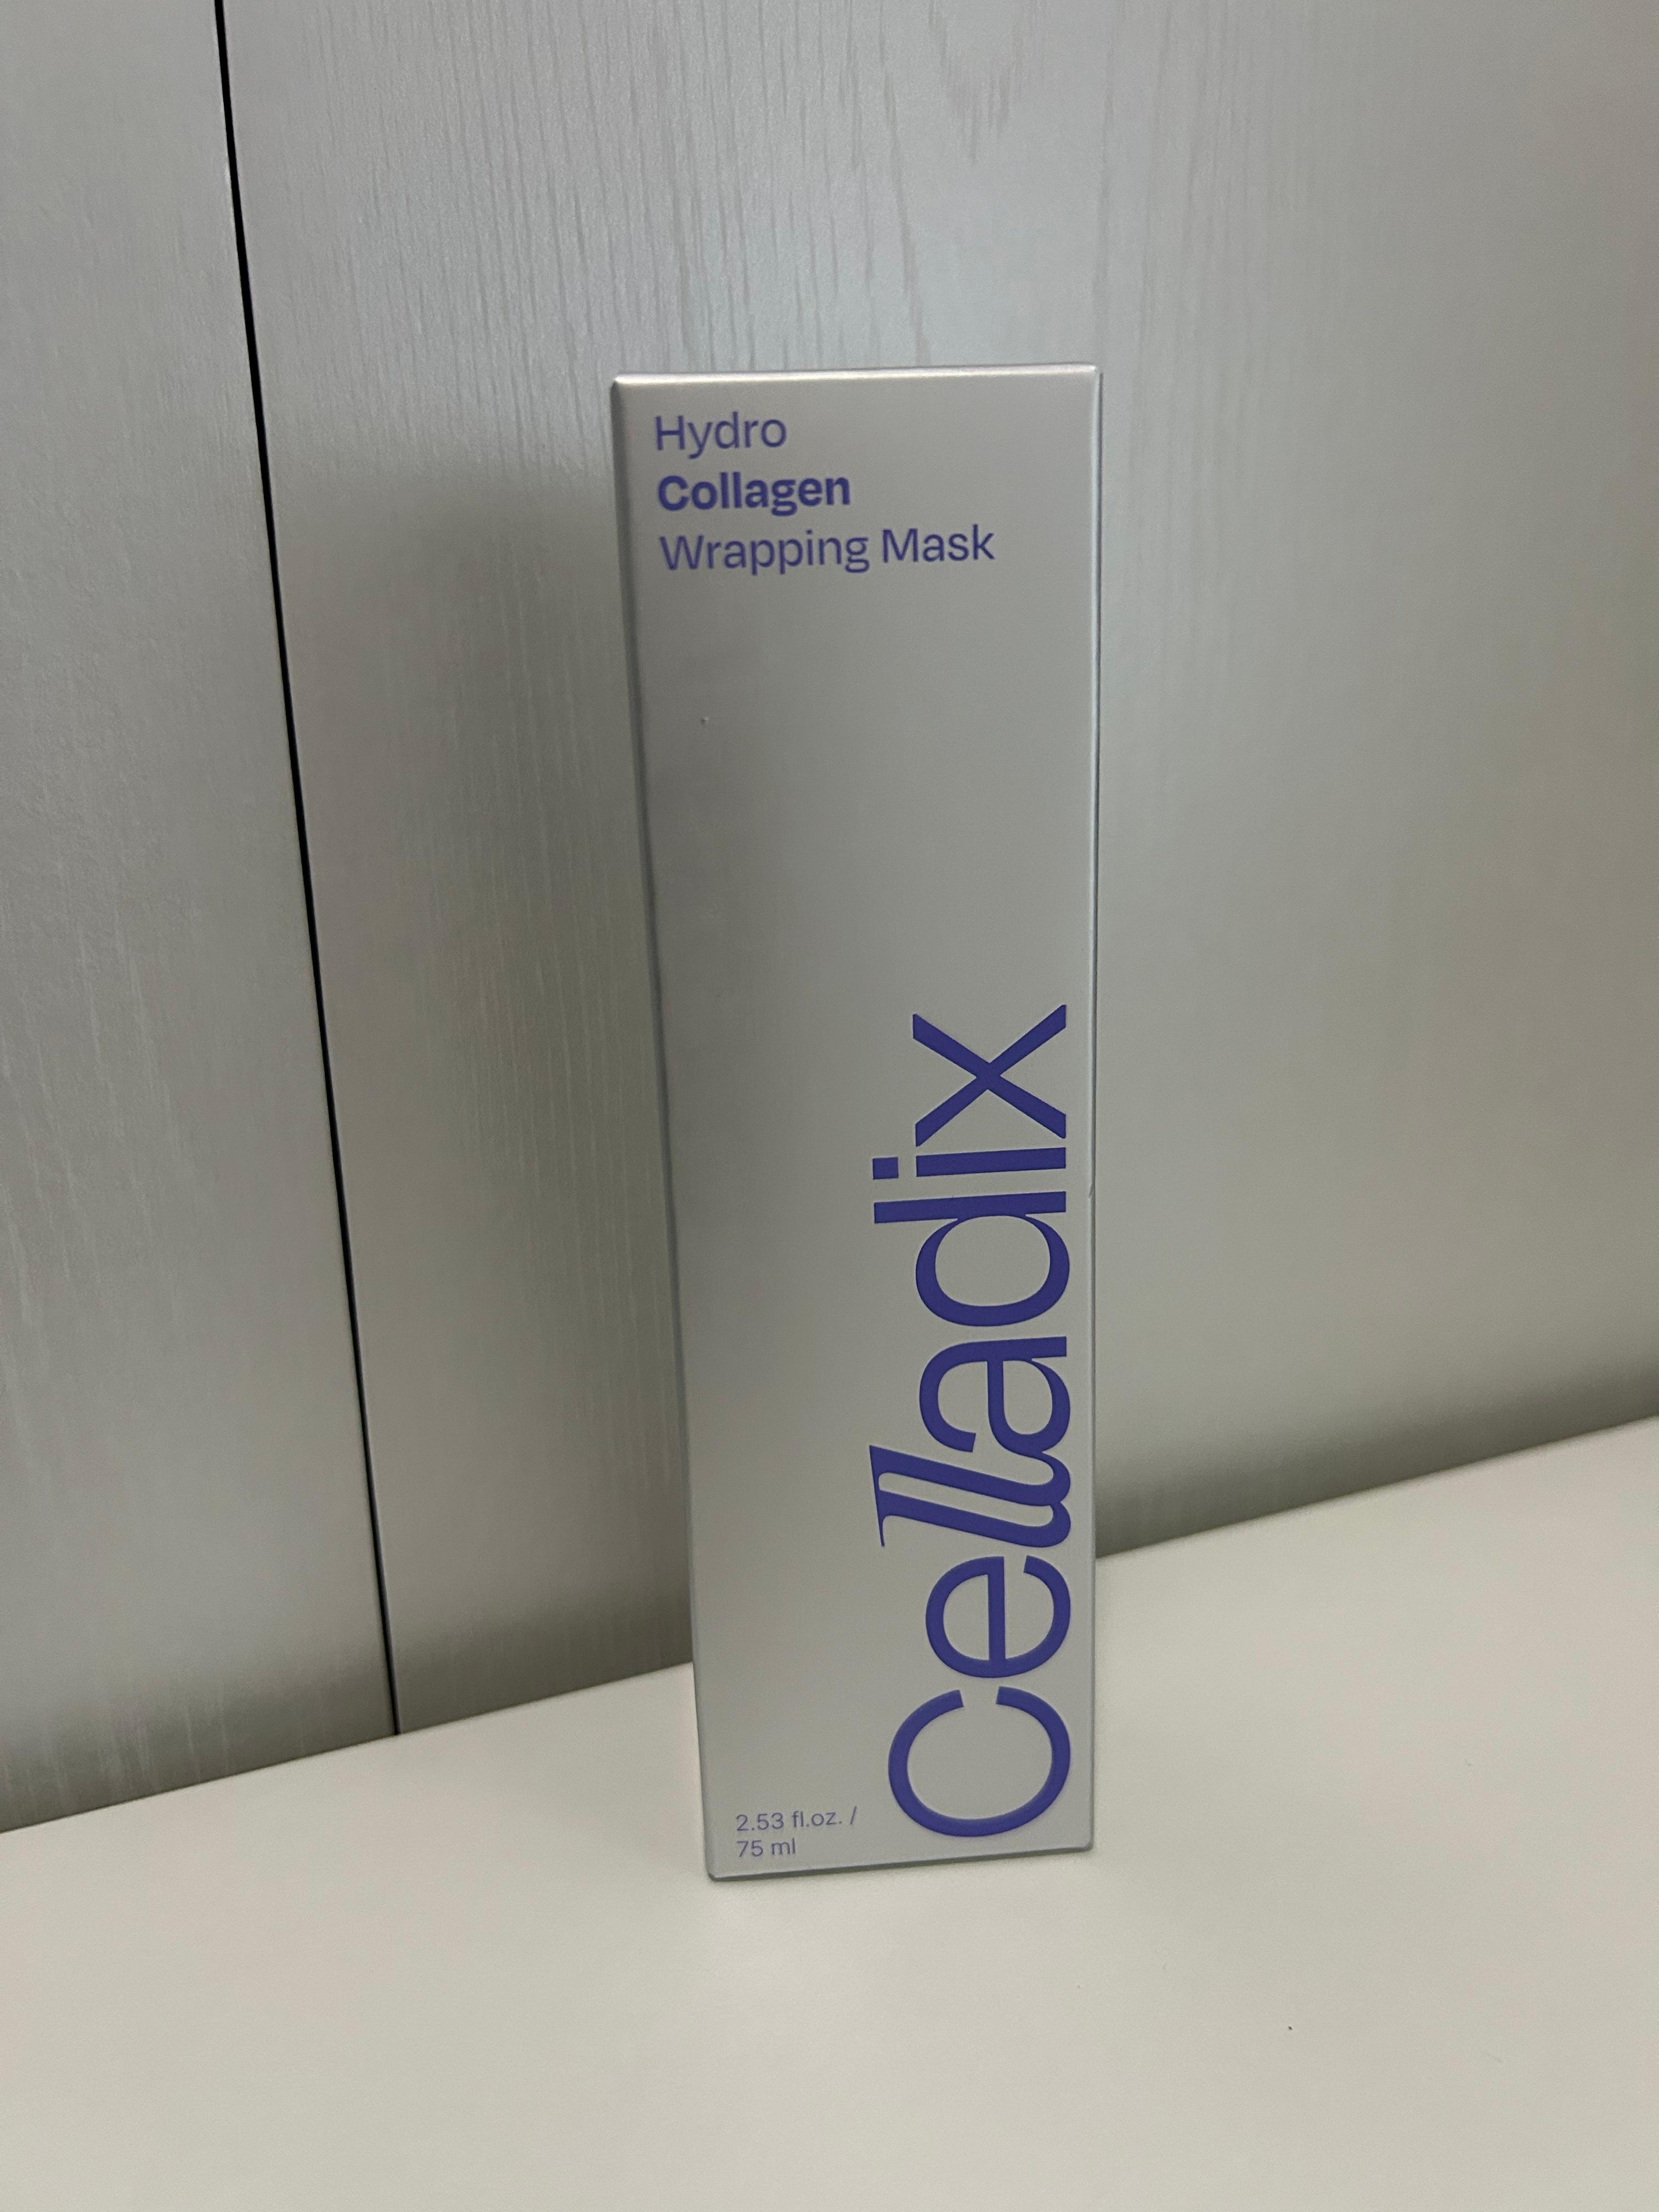 Hydro
Collagen
Wrapping Mask
Celladix
2.53 fl.oz. /
75 ml